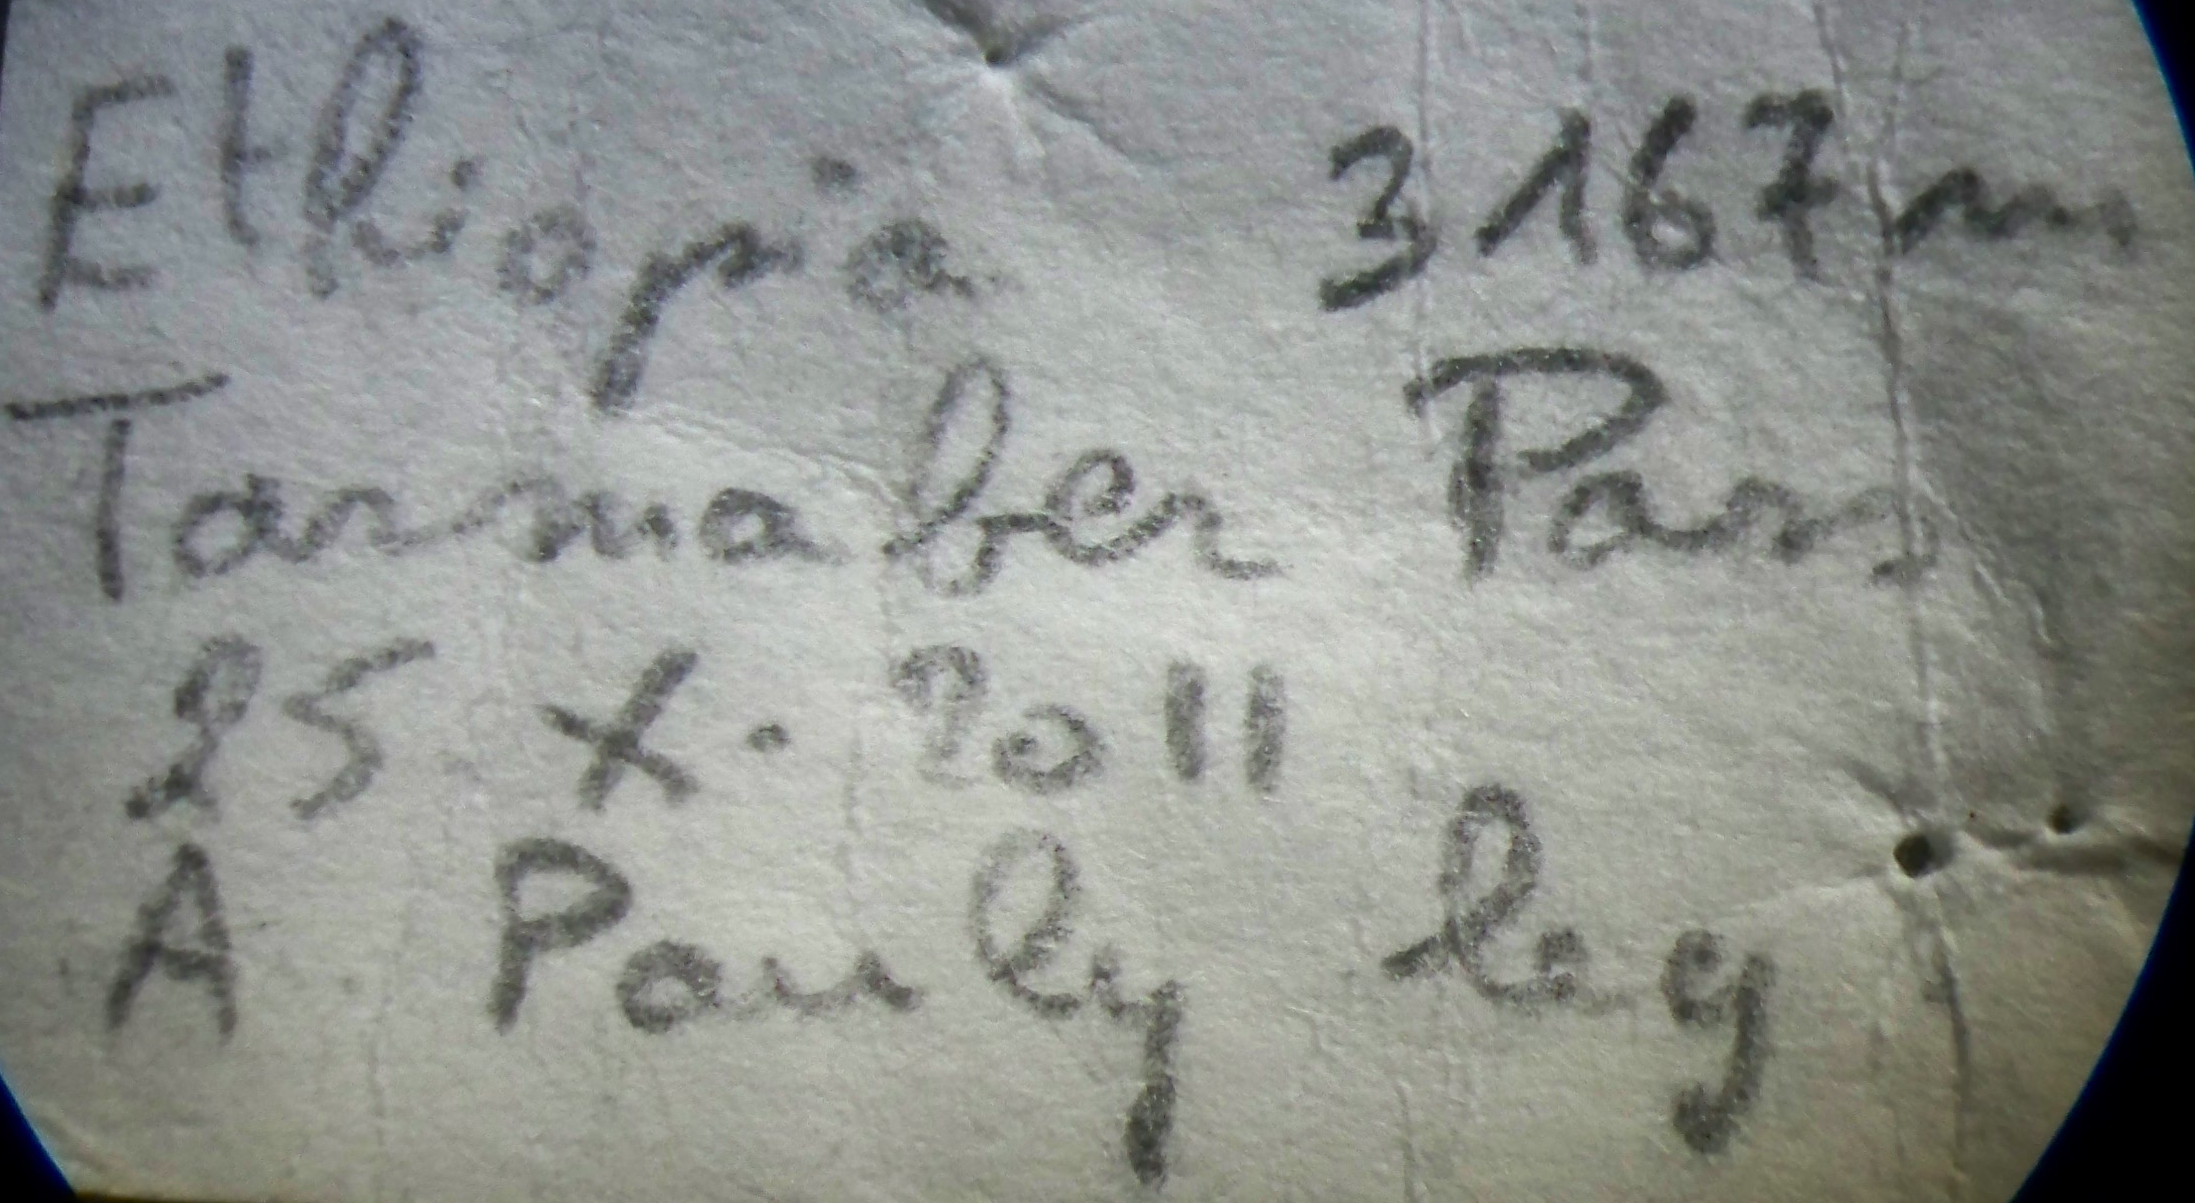 Ethiopia 3167m
Tarmaber Pass
25 X. 2011
A Pauly leg